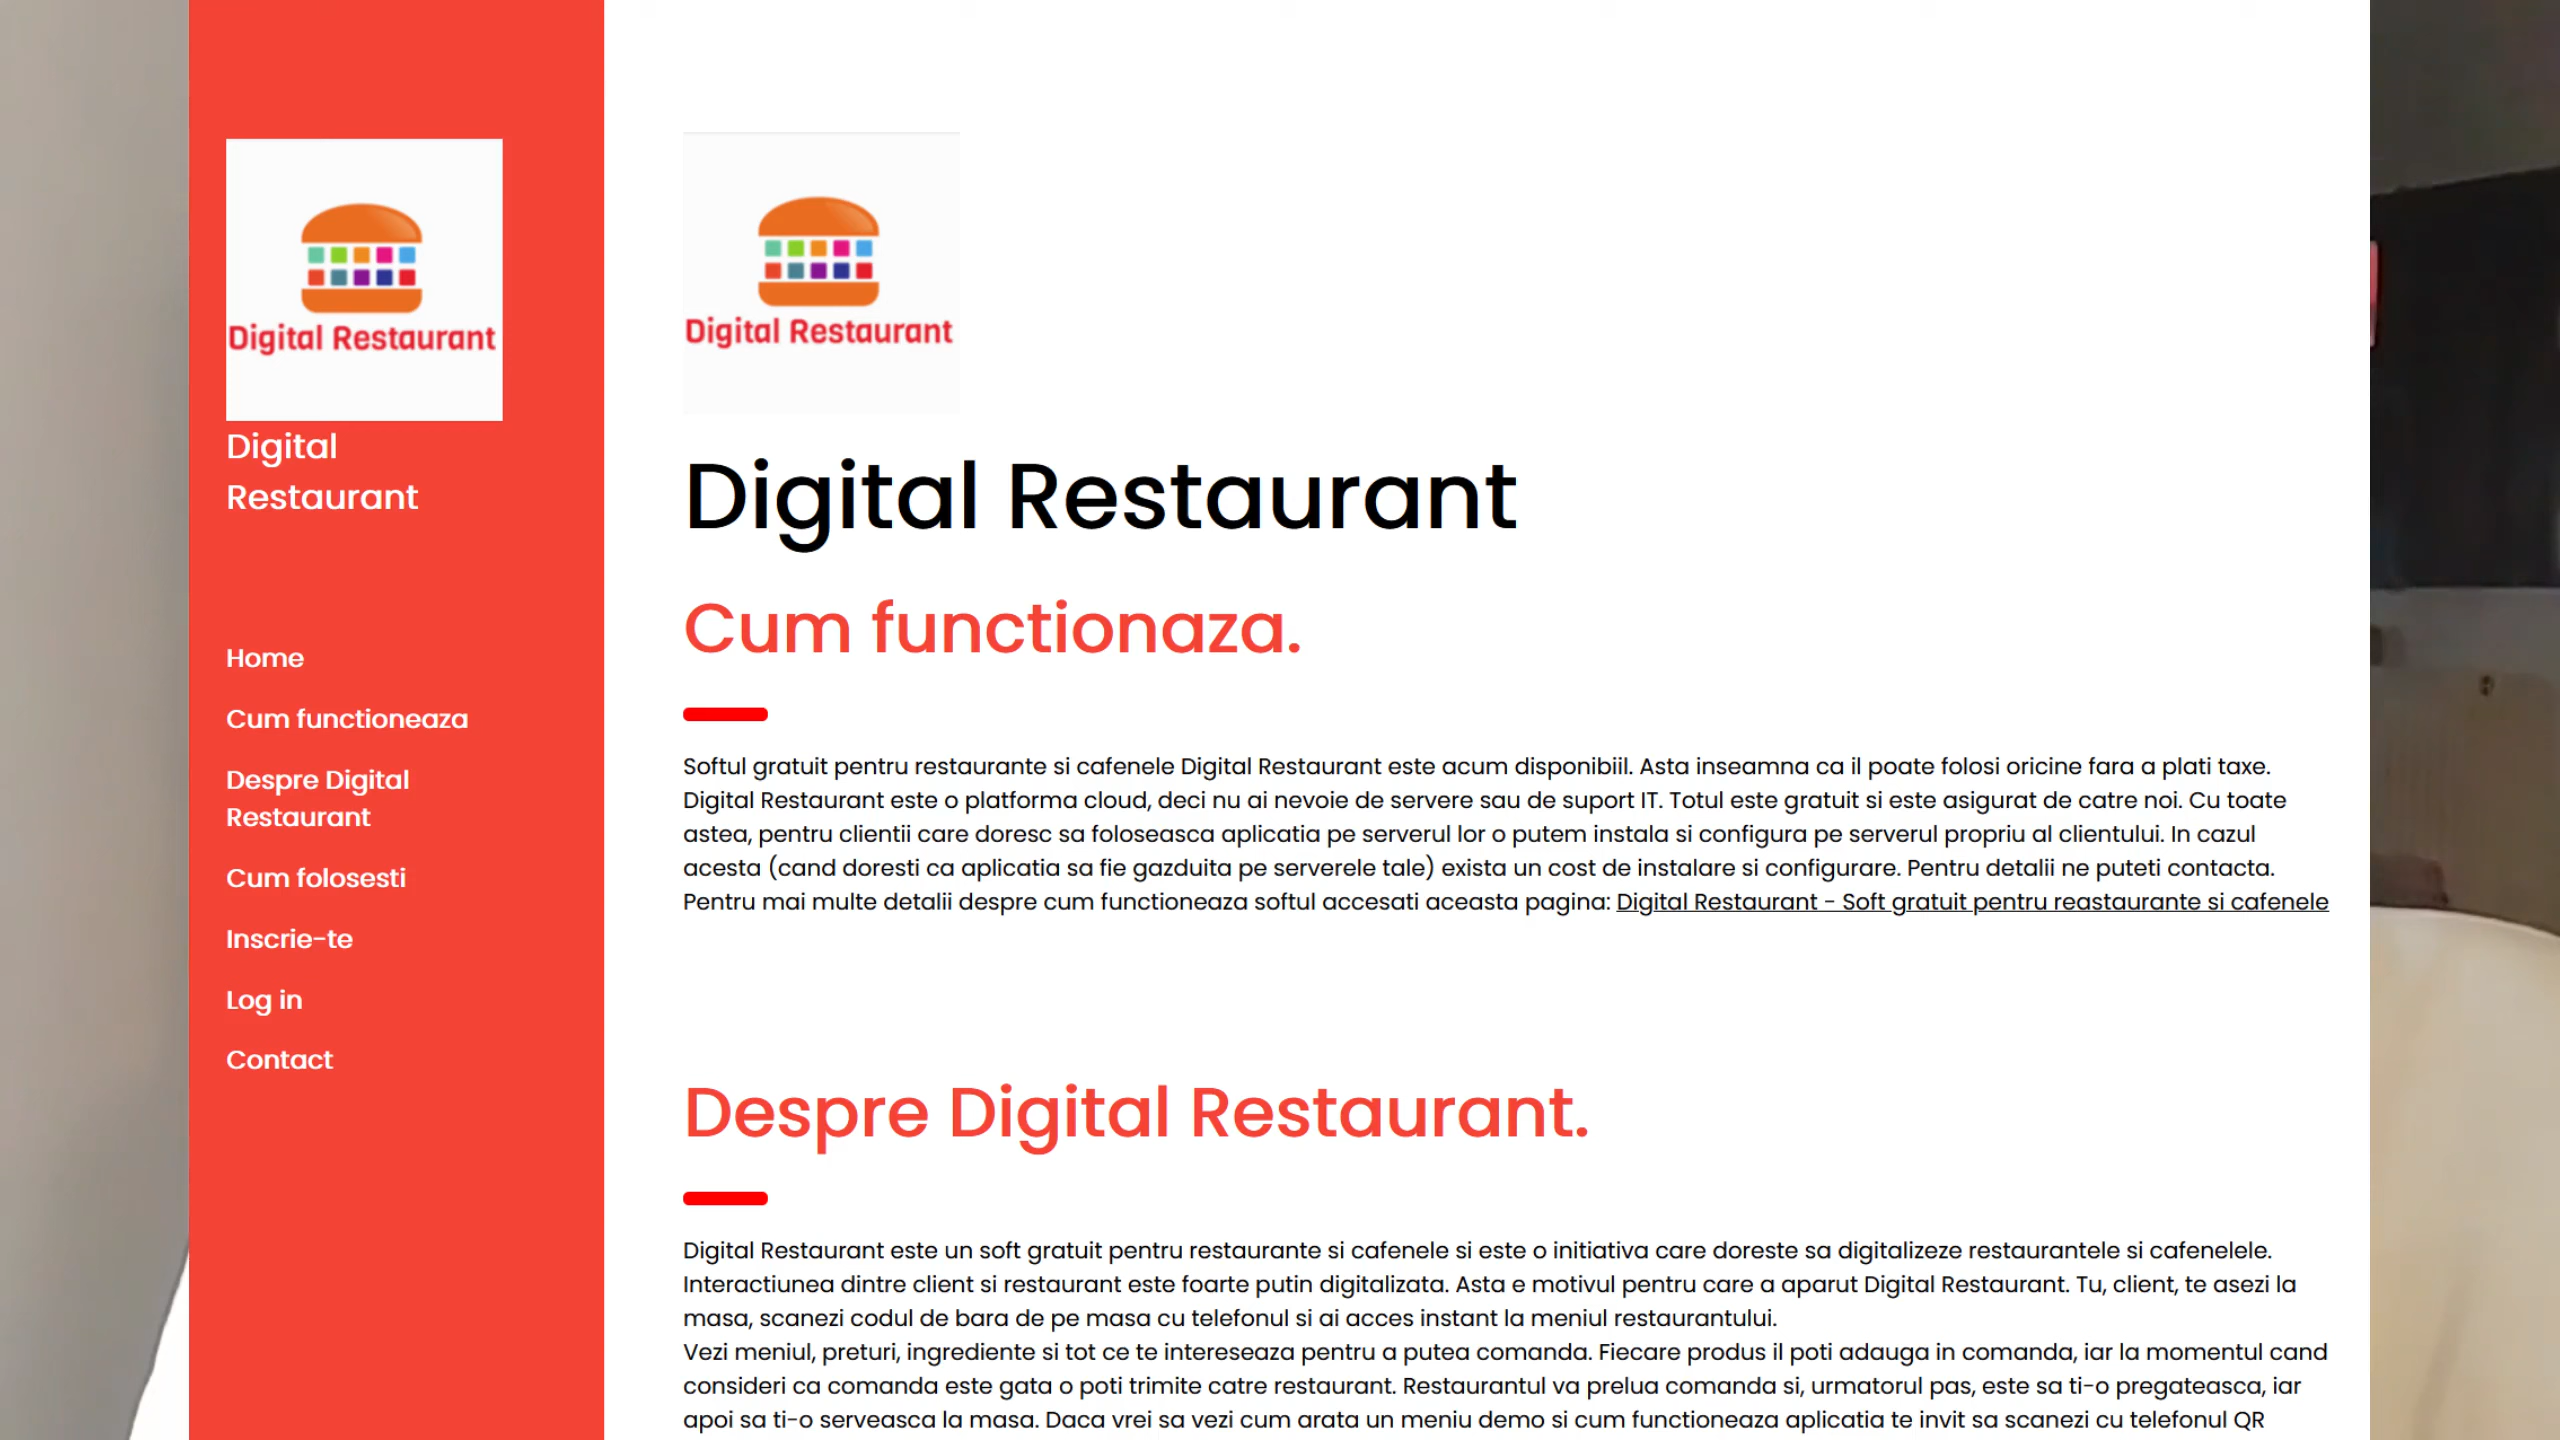 Digital Restaurant
Digital
Restaurant
Home
Cum functioneaza
Despre Digital
Restaurant
Cum folosesti
Inscrie-te
Log in
Contact
Digital Restaurant
Digital Restaurant
Cum functionaza.
Softul gratuit pentru restaurante si cafenele Digital Restaurant este acum disponibiil. Asta inseamna ca il poate folosi oricine fara a plati taxe.
Digital Restaurant este o platforma cloud, deci nu ai nevoie de servere sau de suport IT. Totul este gratuit si este asigurat de catre noi. Cu toate
astea, pentru clientii care doresc sa foloseasca aplicatia pe serverul lor o putem instala si configura pe serverul propriu al clientului. In cazul
acesta (cand doresti ca aplicatia sa fie gazduita pe serverele tale) exista un cost de instalare si configurare. Pentru detalii ne puteti contacta.
Pentru mai multe detalii despre cum functioneaza softul accesati aceasta pagina: Digital Restaurant - Soft gratuit pentru reastaurante si cafenele
Despre Digital Restaurant.
Digital Restaurant este un soft gratuit pentru restaurante si cafenele si este o initiativa care doreste sa digitalizeze restaurantele si cafenelele.
Interactiunea dintre client si restaurant este foarte putin digitalizata. Asta e motivul pentru care a aparut Digital Restaurant. Tu, client, te asezi la
masa, scanezi codul de bara de pe masa cu telefonul si ai acces instant la meniul restaurantului.
Vezi meniul, preturi, ingrediente si tot ce te intereseaza pentru a putea comanda. Fiecare produs il poti adauga in comanda, iar la momentul cand
consideri ca comanda este gata o poti trimite catre restaurant. Restaurantul va prelua comanda si, urmatorul pas, este sa ti-o pregateasca, iar
apoi sa ti-o serveasca la masa. Daca vrei sa vezi cum arata un meniu demo si cum functioneaza aplicatia te invit sa scanezi cu telefonul QR